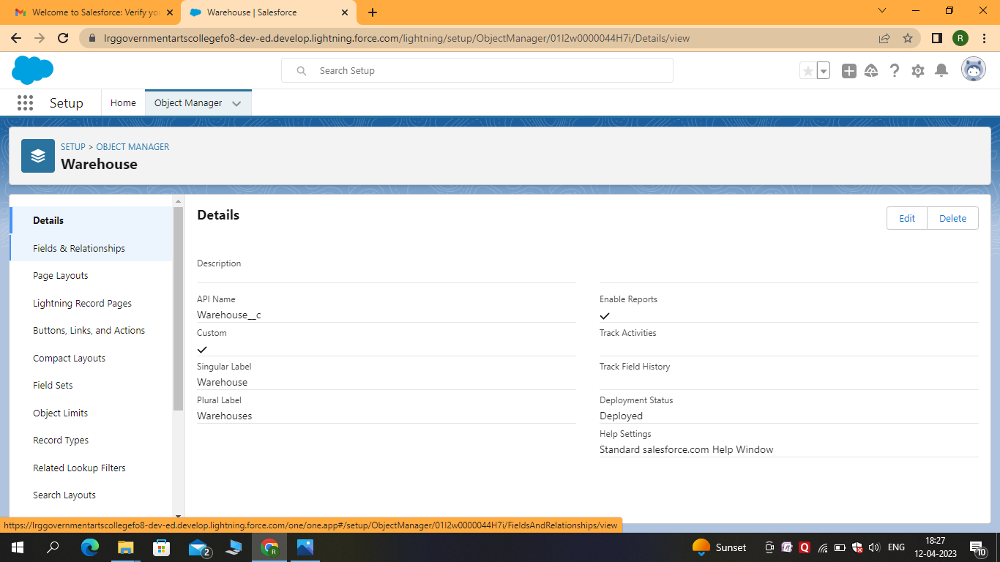 Welcome to Salesforce: Verify yo
Warehouse | Salesforce
lrggovernmentartscollegefo8-dev-ed.develop.lightning.force.com/lightning/setup/ObjectManager/01I2w0000044H7i/Details/view
R
Search Setup
Setup
Home
Object Manager
SETUP > OBJECT MANAGER
Warehouse
Details
Fields & Relationships
Page Layouts
Lightning Record Pages
Buttons, Links, and Actions
Compact Layouts
Field Sets
Object Limits
Record Types
Related Lookup Filters
Search Layouts
Details
Edit
Delete
Description
API Name
Warehouse__c
Custom
Singular Label
Warehouse
Plural Label
Warehouses
Enable Reports
Track Activities
Track Field History
Deployment Status
Deployed
Help Settings
Standard salesforce.com Help Window
https://lrggovernmentartscollegefo8-dev-ed.develop.lightning.force.com/one/one.app#/setup/ObjectManager/01I2w0000044H7i/FieldsAndRelationships/view
2
R
Sunset
Q
ENG
18:27
12-04-2023
10